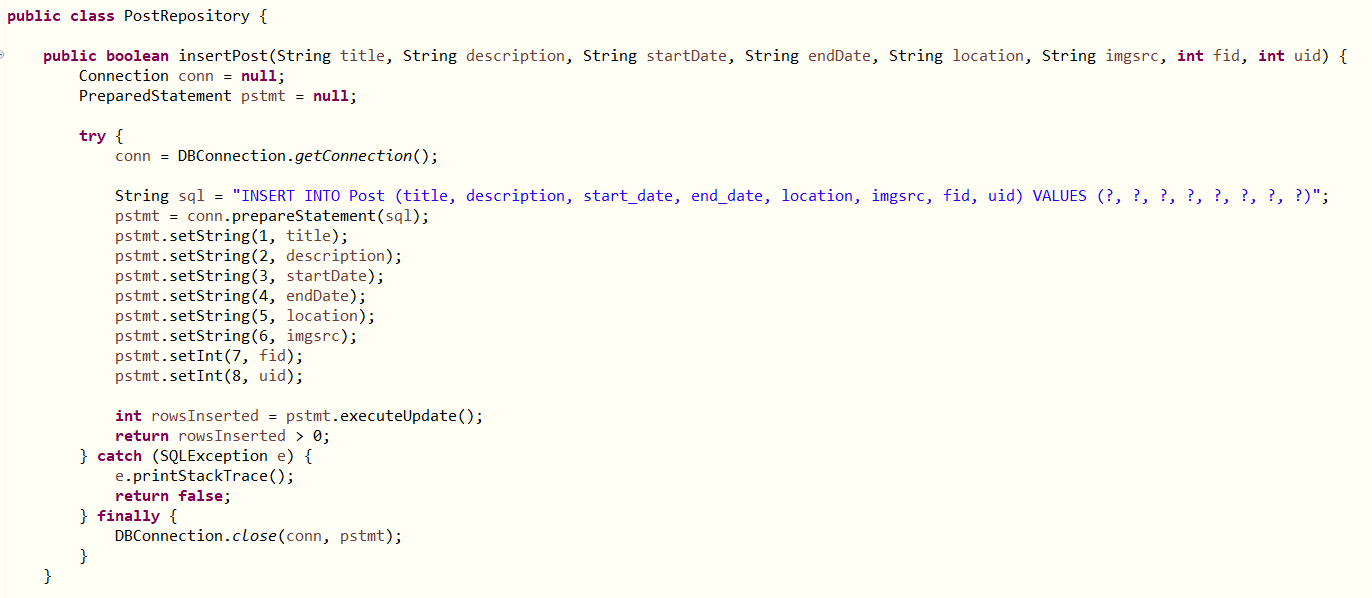 public class PostRepository {
public boolean insertPost(String title, String description, String startDate, String endDate, String location, String imgsrc, int fid, int uid) {
Connection conn = null;
PreparedStatement pstmt = null;
try {
conn = DBConnection.getConnection();
String sql = "INSERT INTO Post (title, description, start_date, end_date, location, imgsrc, fid, uid) VALUES (?, ?, ?, ?, ?, ?, ?, ?)";
pstmt = conn.prepareStatement(sql);
pstmt.setString(1, title);
pstmt.setString(2, description);
pstmt.setString(3, startDate);
pstmt.setString(4, endDate);
pstmt.setString(5, location);
pstmt.setString(6, imgsrc);
pstmt.setInt(7, fid);
pstmt.setInt(8, uid);
int rowsInserted = pstmt.executeUpdate();
return rowsInserted > 0;
} catch (SQLException e) {
e.printStackTrace();
return false;
} finally {
DBConnection.close(conn, pstmt);
}
}